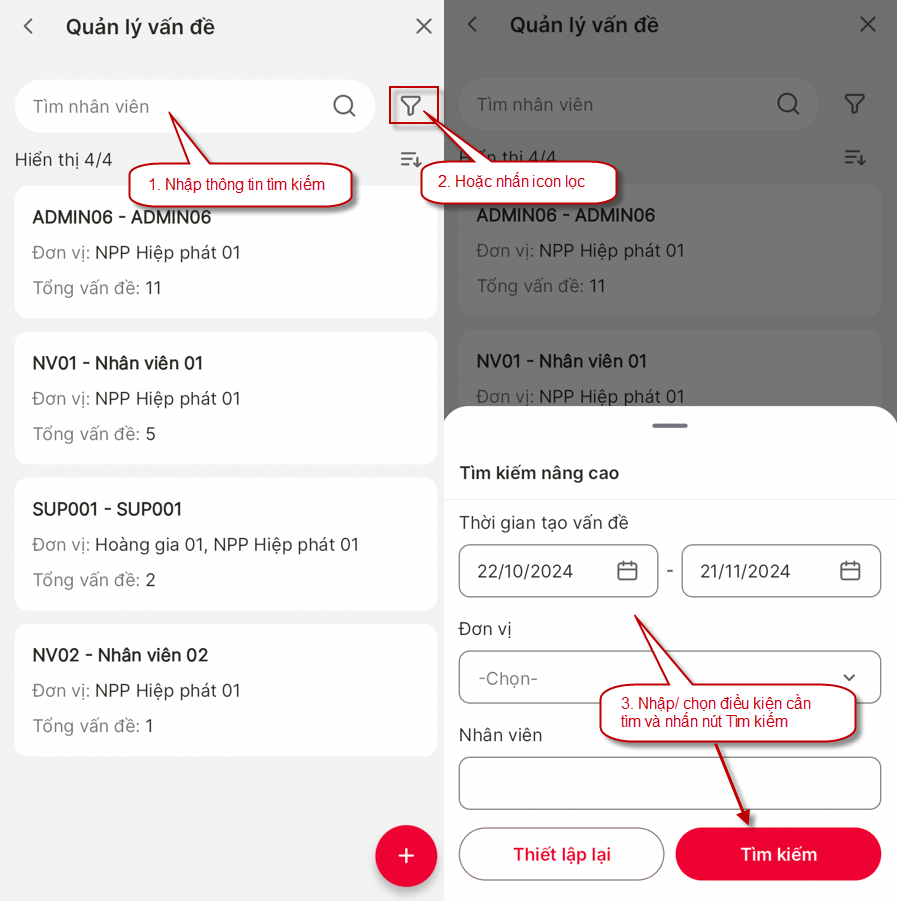 Quản lý vấn đề
Tìm nhân viên
Hiển thị 4/4
1. Nhập thông tin tìm kiếm
ADMIN06 - ADMIN06
Đơn vị: NPP Hiệp phát 01
Tổng vấn đề: 11
NV01 - Nhân viên 01
Đơn vị: NPP Hiệp phát 01
Tổng vấn đề: 5
SUP001 - SUP001
Đơn vị: Hoàng gia 01, NPP Hiệp phát 01
Tổng vấn đề: 2
NV02 - Nhân viên 02
Đơn vị: NPP Hiệp phát 01
Tổng vấn đề: 1
Quản lý vấn đề
Tìm nhân viên
Hiển thị 4/4
2. Hoặc nhấn icon lọc
ADMIN06 - ADMIN06
Đơn vị: NPP Hiệp phát 01
Tổng vấn đề: 11
NV01 - Nhân viên 01
Đơn vị: NPP Hiệp phát 01
Tìm kiếm nâng cao
Thời gian tạo vấn đề
22/10/2024 - 21/11/2024
Đơn vị
-Chọn-
3. Nhập/ chọn điều kiện cần
tìm và nhấn nút Tìm kiếm
Nhân viên
Thiết lập lại
Tìm kiếm